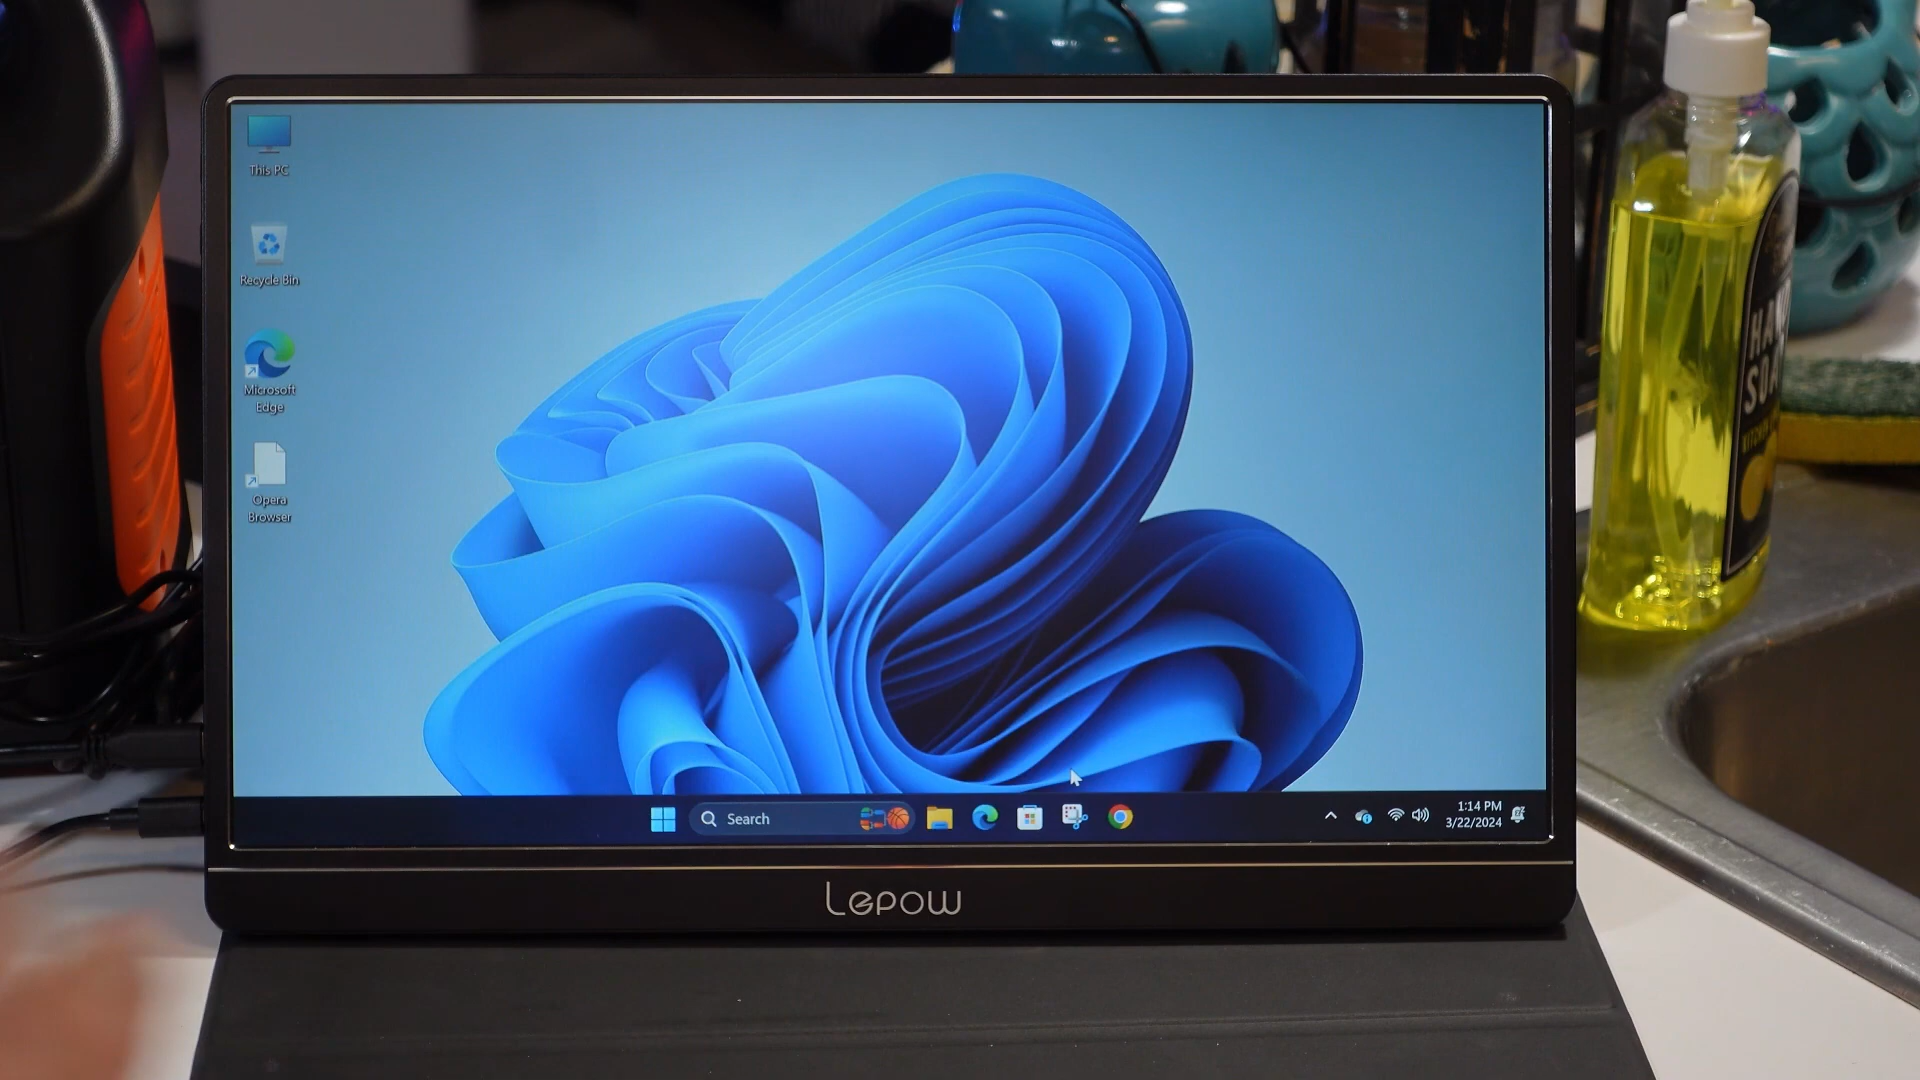 This PC
Recycle Bin
Microsoft
Edge
Opera
Browser
Search
1:14 PM
3/22/2024
Lepow